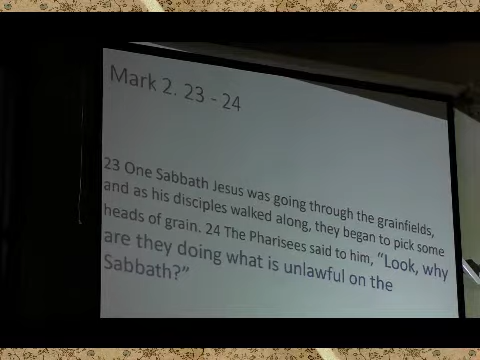 Mark 2. 23 - 24
23 One Sabbath Jesus was going through the grainfields,
and as his disciples walked along, they began to pick some
heads of grain. 24 The Pharisees said to him, “Look, why
are they doing what is unlawful on the
Sabbath?”